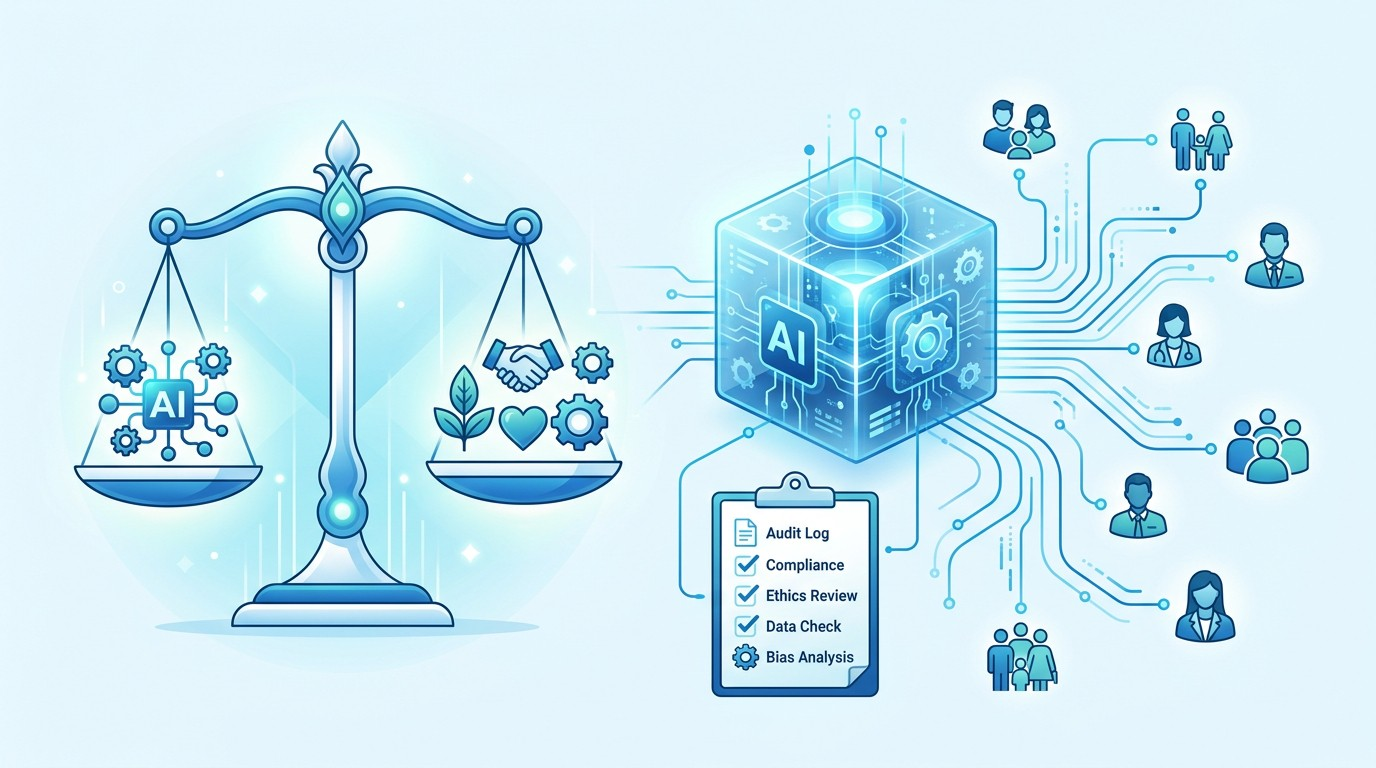 AI
AI
Audit Log
Compliance
Ethics Review
Data Check
Bias Analysis